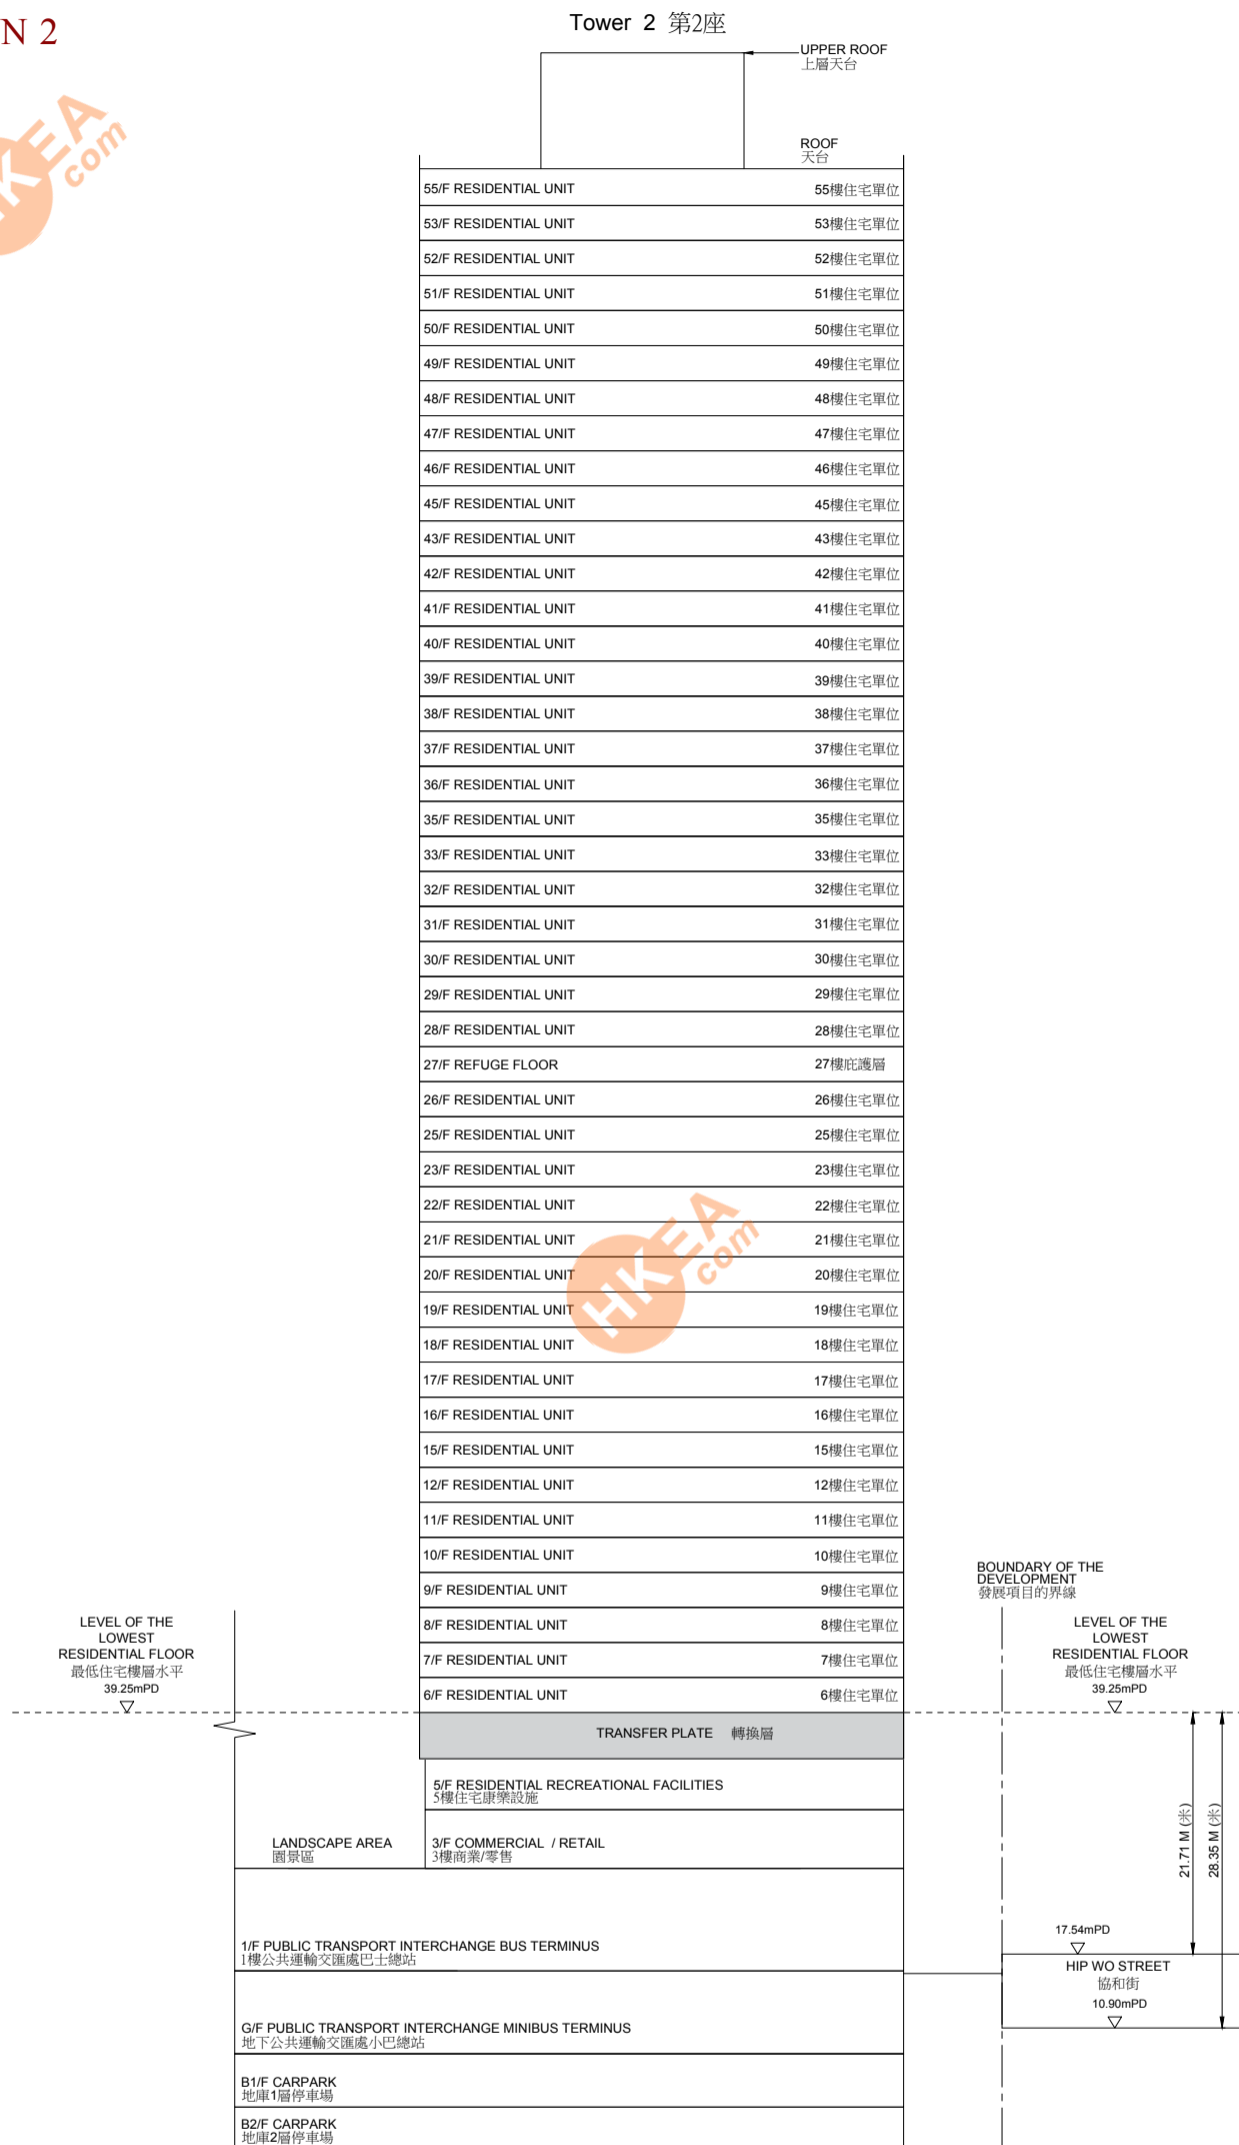 N 2
Tower 2 第2座
UPPER ROOF
上層天台
ROOF
天台
55/F RESIDENTIAL UNIT 55樓住宅單位
53/F RESIDENTIAL UNIT 53樓住宅單位
52/F RESIDENTIAL UNIT 52樓住宅單位
51/F RESIDENTIAL UNIT 51樓住宅單位
50/F RESIDENTIAL UNIT 50樓住宅單位
49/F RESIDENTIAL UNIT 49樓住宅單位
48/F RESIDENTIAL UNIT 48樓住宅單位
47/F RESIDENTIAL UNIT 47樓住宅單位
46/F RESIDENTIAL UNIT 46樓住宅單位
45/F RESIDENTIAL UNIT 45樓住宅單位
43/F RESIDENTIAL UNIT 43樓住宅單位
42/F RESIDENTIAL UNIT 42樓住宅單位
41/F RESIDENTIAL UNIT 41樓住宅單位
40/F RESIDENTIAL UNIT 40樓住宅單位
39/F RESIDENTIAL UNIT 39樓住宅單位
38/F RESIDENTIAL UNIT 38樓住宅單位
37/F RESIDENTIAL UNIT 37樓住宅單位
36/F RESIDENTIAL UNIT 36樓住宅單位
35/F RESIDENTIAL UNIT 35樓住宅單位
33/F RESIDENTIAL UNIT 33樓住宅單位
32/F RESIDENTIAL UNIT 32樓住宅單位
31/F RESIDENTIAL UNIT 31樓住宅單位
30/F RESIDENTIAL UNIT 30樓住宅單位
29/F RESIDENTIAL UNIT 29樓住宅單位
28/F RESIDENTIAL UNIT 28樓住宅單位
27/F REFUGE FLOOR 27樓庇護層
26/F RESIDENTIAL UNIT 26樓住宅單位
25/F RESIDENTIAL UNIT 25樓住宅單位
23/F RESIDENTIAL UNIT 23樓住宅單位
22/F RESIDENTIAL UNIT 22樓住宅單位
21/F RESIDENTIAL UNIT 21樓住宅單位
20/F RESIDENTIAL UNIT 20樓住宅單位
19/F RESIDENTIAL UNIT 19樓住宅單位
18/F RESIDENTIAL UNIT 18樓住宅單位
17/F RESIDENTIAL UNIT 17樓住宅單位
16/F RESIDENTIAL UNIT 16樓住宅單位
15/F RESIDENTIAL UNIT 15樓住宅單位
12/F RESIDENTIAL UNIT 12樓住宅單位
11/F RESIDENTIAL UNIT 11樓住宅單位
10/F RESIDENTIAL UNIT 10樓住宅單位
9/F RESIDENTIAL UNIT 9樓住宅單位
8/F RESIDENTIAL UNIT 8樓住宅單位
7/F RESIDENTIAL UNIT 7樓住宅單位
6/F RESIDENTIAL UNIT 6樓住宅單位
HKEA
com
HKEA
com
BOUNDARY OF THE
DEVELOPMENT
發展項目的界線
LEVEL OF THE
LOWEST
RESIDENTIAL FLOOR
最低住宅樓層水平
39.25mPD
LEVEL OF THE
LOWEST
RESIDENTIAL FLOOR
最低住宅樓層水平
39.25mPD
TRANSFER PLATE 轉換層
5/F RESIDENTIAL RECREATIONAL FACILITIES
5樓住宅康樂設施
LANDSCAPE AREA
園景區
3/F COMMERCIAL / RETAIL
3樓商業/零售
21.71 M (米)
28.35 M (米)
1/F PUBLIC TRANSPORT INTERCHANGE BUS TERMINUS
1樓公共運輸交匯處巴士總站
17.54mPD
HIP WO STREET
協和街
10.90mPD
G/F PUBLIC TRANSPORT INTERCHANGE MINIBUS TERMINUS
地下公共運輸交匯處小巴總站
B1/F CARPARK
地庫1層停車場
B2/F CARPARK
地庫2層停車場